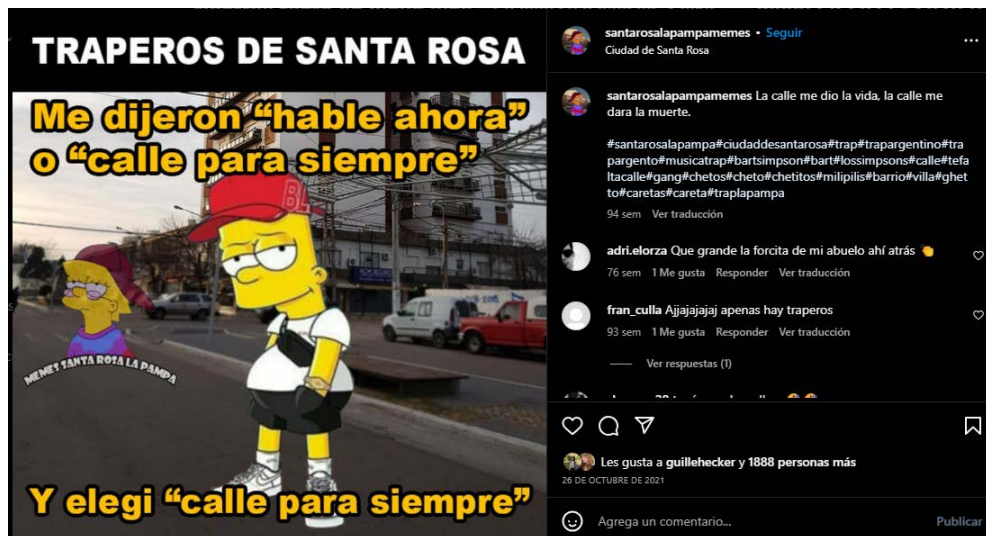 TRAPEROS DE SANTA ROSA
Me dijeron “hable ahora”
o “calle para siempre”
BL
MEMES SANTA ROSA LA PAMPA
Y elegi “calle para siempre”
santarosalapampamemes • Seguir
Ciudad de Santa Rosa
santarosalapampamemes La calle me dio la vida, la calle me
dara la muerte.
#santarosalapampa#ciudaddesantarosa#trap#trapargentino#tra
pargento#musicatrap#bartsimpson#bart#lossimpsons#calle#tefa
ltacalle#gang#chetos#cheto#chetitos#milipilis#barrio#villa#ghet
to#caretas#careta#traplapampa
94 sem Ver traducción
adri.elorza Que grande la forcita de mi abuelo ahí atrás 👏
76 sem 1 Me gusta Responder Ver traducción
fran_culla Ajjajajajaj apenas hay traperos
93 sem 1 Me gusta Responder Ver traducción
Ver respuestas (1)
Les gusta a guillehecker y 1888 personas más
26 DE OCTUBRE DE 2021
Agrega un comentario...
Publicar